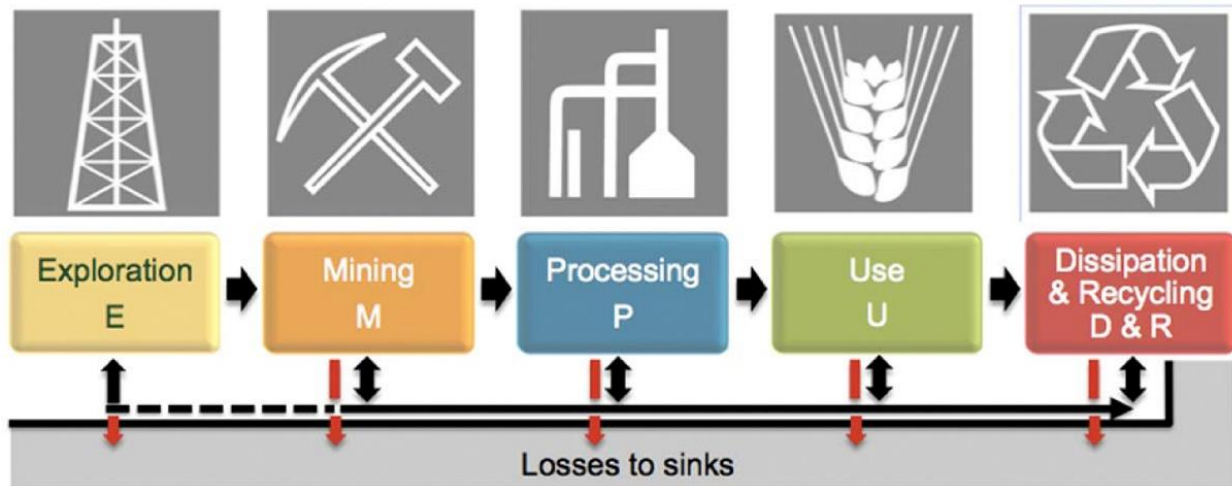 Exploration
E
Mining
M
Processing
P
Use
U
Dissipation
& Recycling
D & R
Losses to sinks